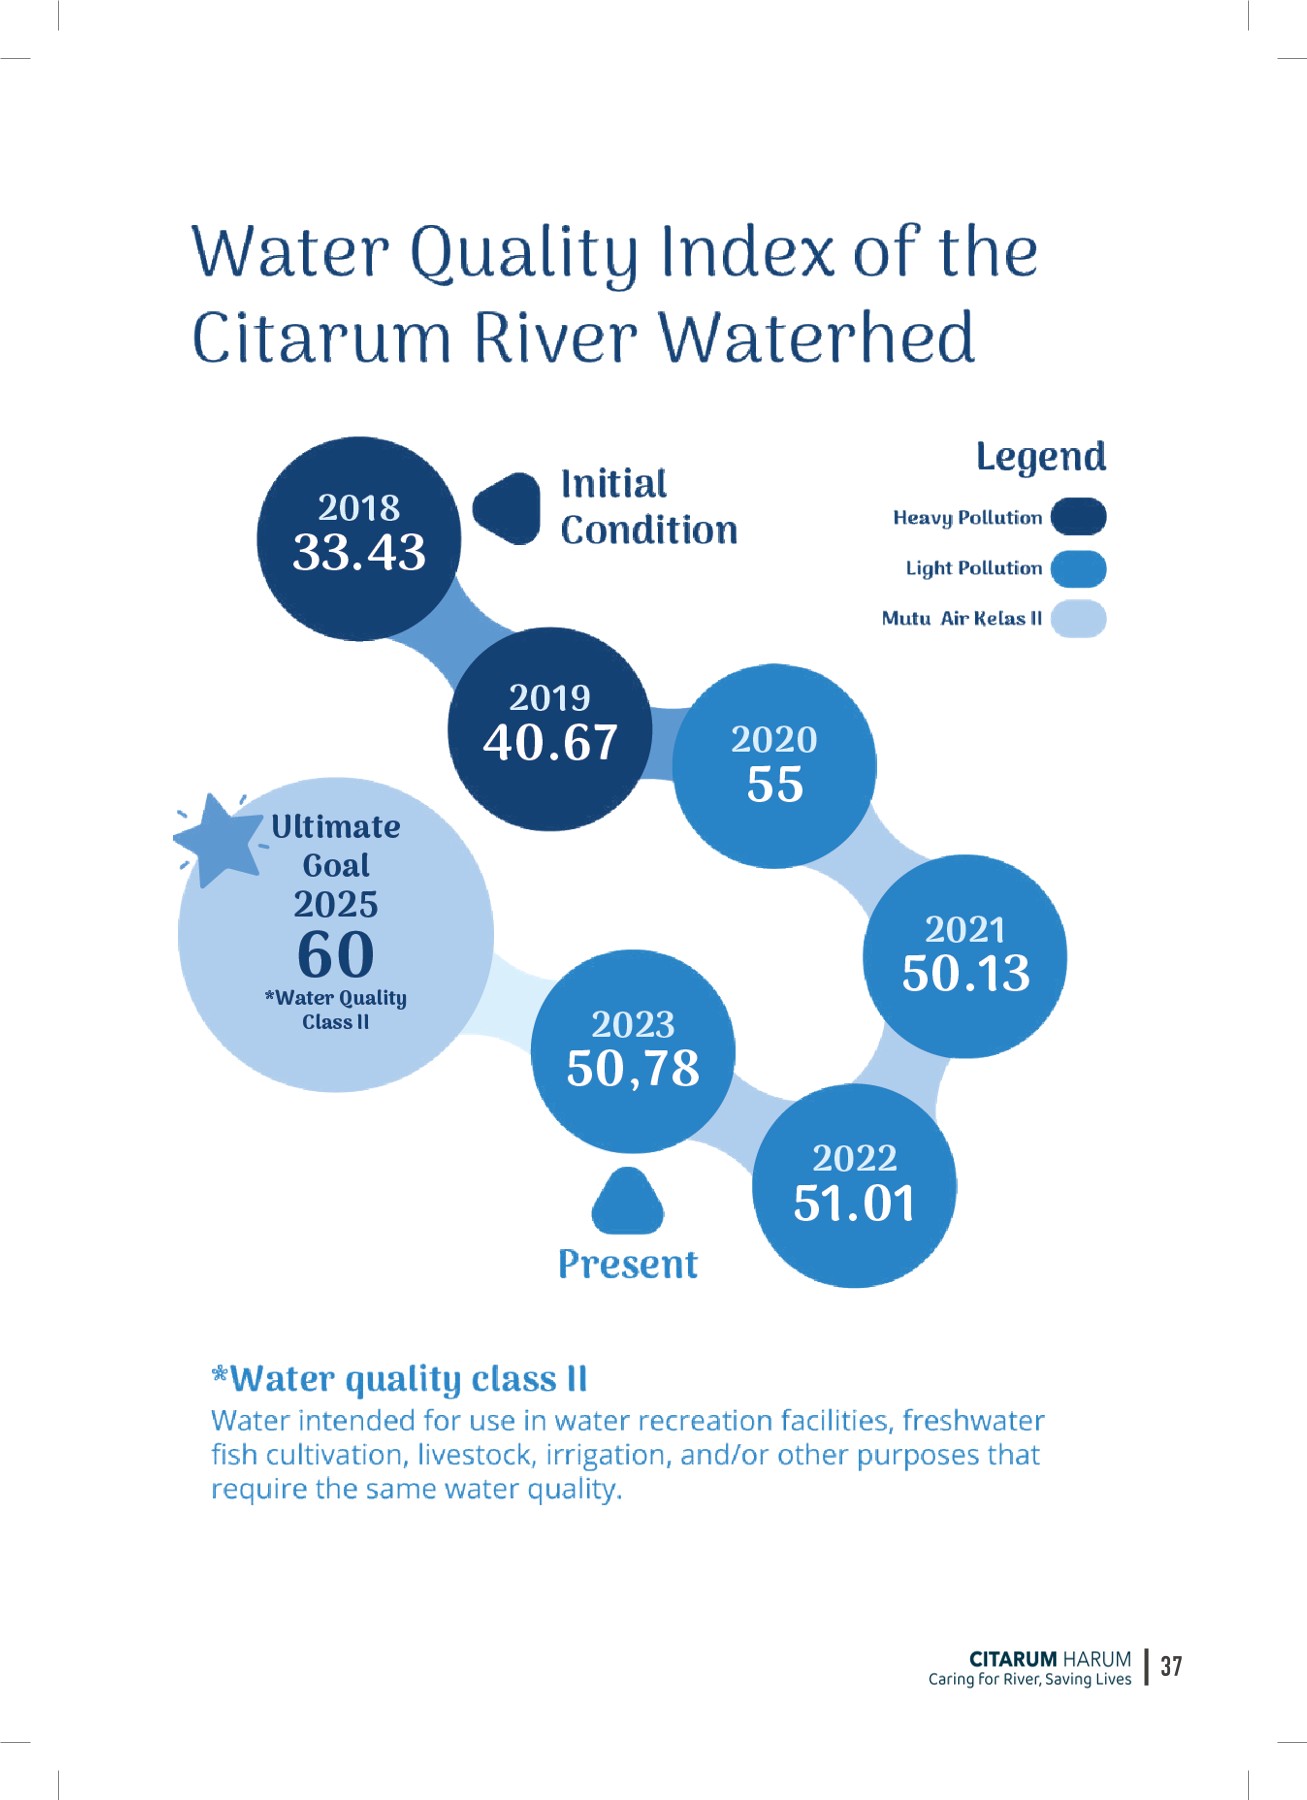 Water Quality Index of the
Citarum River Waterhed
2018
33.43
Initial
Condition
Legend
Heavy Pollution
Light Pollution
Mutu Air Kelas II
2019
40.67
2020
55
2021
50.13
2022
51.01
2023
50,78
Present
Ultimate
Goal
2025
60
*Water Quality
Class II
*Water quality class II
Water intended for use in water recreation facilities, freshwater
fish cultivation, livestock, irrigation, and/or other purposes that
require the same water quality.
CITARUM HARUM
Caring for River, Saving Lives
37